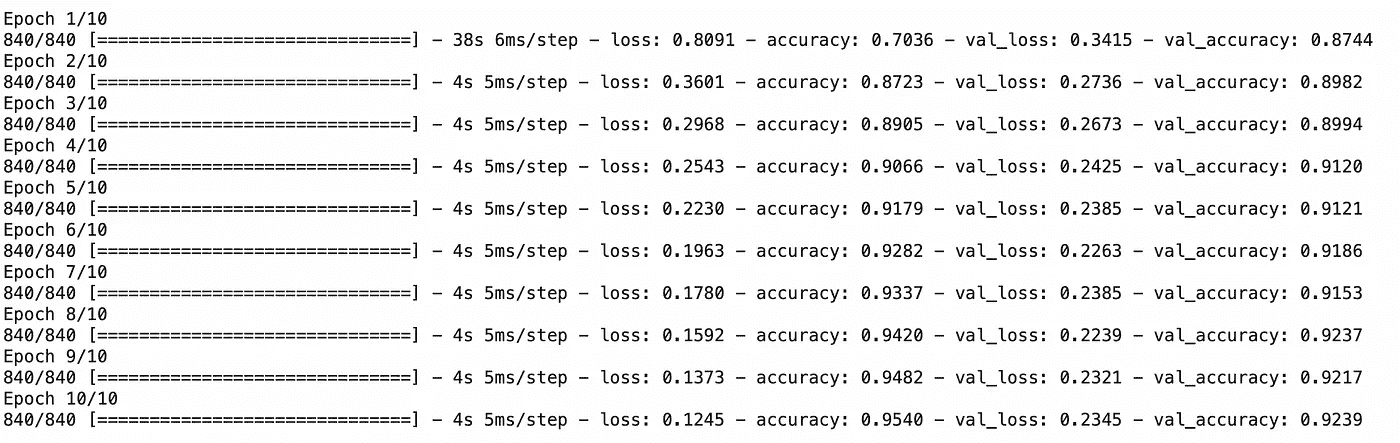 Epoch 1/10
840/840 [==============================] - 38s 6ms/step - loss: 0.8091 - accuracy: 0.7036 - val_loss: 0.3415 - val_accuracy: 0.8744
Epoch 2/10
840/840 [==============================] - 4s 5ms/step - loss: 0.3601 - accuracy: 0.8723 - val_loss: 0.2736 - val_accuracy: 0.8982
Epoch 3/10
840/840 [==============================] - 4s 5ms/step - loss: 0.2968 - accuracy: 0.8905 - val_loss: 0.2673 - val_accuracy: 0.8994
Epoch 4/10
840/840 [==============================] - 4s 5ms/step - loss: 0.2543 - accuracy: 0.9066 - val_loss: 0.2425 - val_accuracy: 0.9120
Epoch 5/10
840/840 [==============================] - 4s 5ms/step - loss: 0.2230 - accuracy: 0.9179 - val_loss: 0.2385 - val_accuracy: 0.9121
Epoch 6/10
840/840 [==============================] - 4s 5ms/step - loss: 0.1963 - accuracy: 0.9282 - val_loss: 0.2263 - val_accuracy: 0.9186
Epoch 7/10
840/840 [==============================] - 4s 5ms/step - loss: 0.1780 - accuracy: 0.9337 - val_loss: 0.2385 - val_accuracy: 0.9153
Epoch 8/10
840/840 [==============================] - 4s 5ms/step - loss: 0.1592 - accuracy: 0.9420 - val_loss: 0.2239 - val_accuracy: 0.9237
Epoch 9/10
840/840 [==============================] - 4s 5ms/step - loss: 0.1373 - accuracy: 0.9482 - val_loss: 0.2321 - val_accuracy: 0.9217
Epoch 10/10
840/840 [==============================] - 4s 5ms/step - loss: 0.1245 - accuracy: 0.9540 - val_loss: 0.2345 - val_accuracy: 0.9239